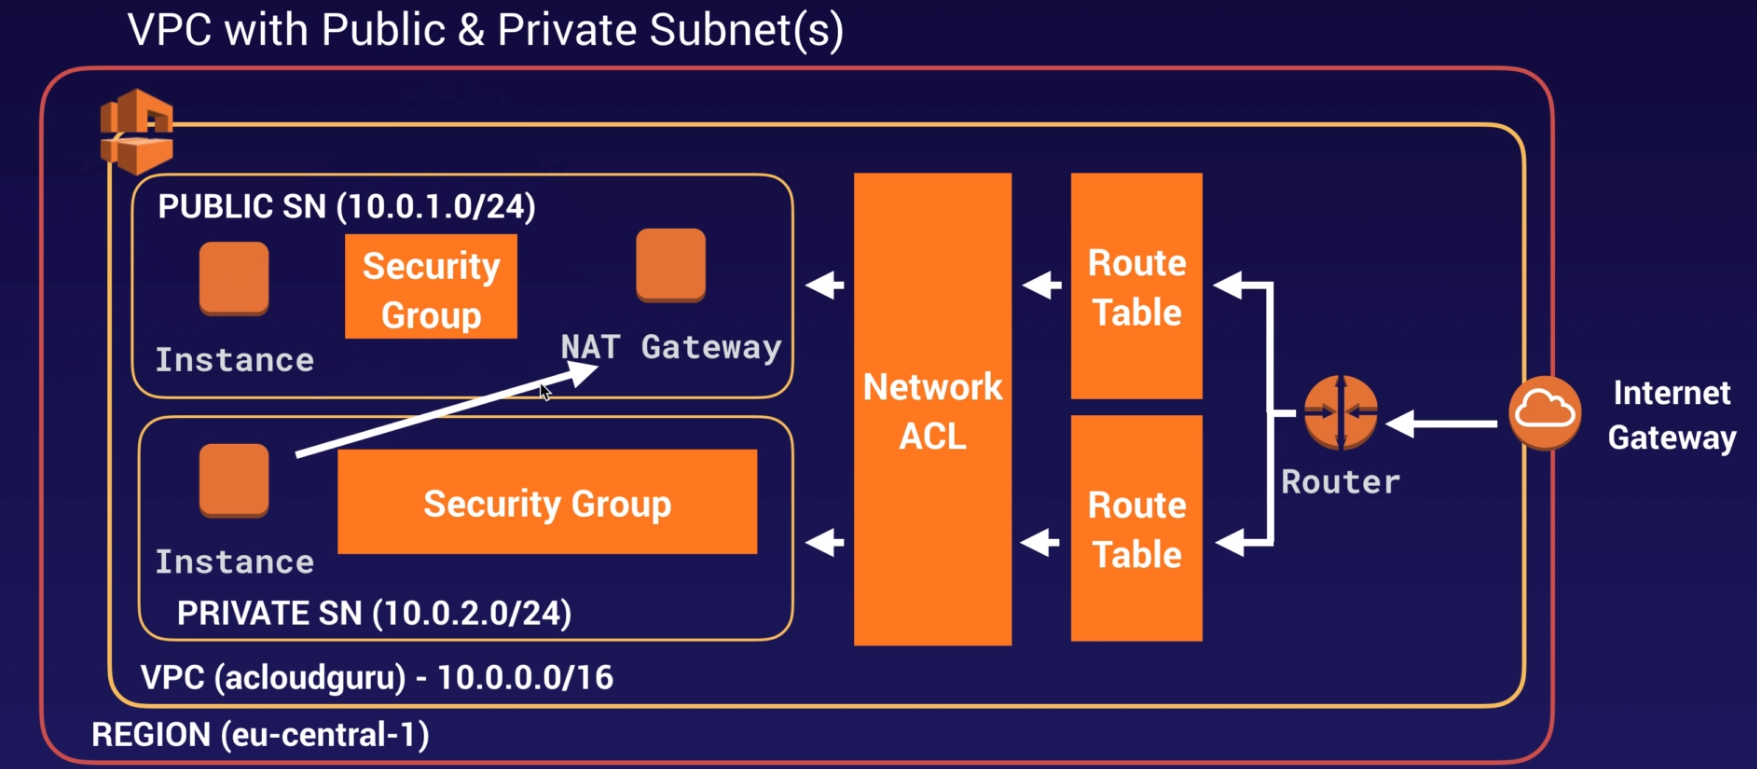 VPC with Public & Private Subnet(s)
PUBLIC SN (10.0.1.0/24)
Security
Group
Instance
NAT Gateway
Instance
Security Group
PRIVATE SN (10.0.2.0/24)
Network
ACL
Route
Table
Route
Table
Router
Internet
Gateway
VPC (acloudguru) - 10.0.0.0/16
REGION (eu-central-1)